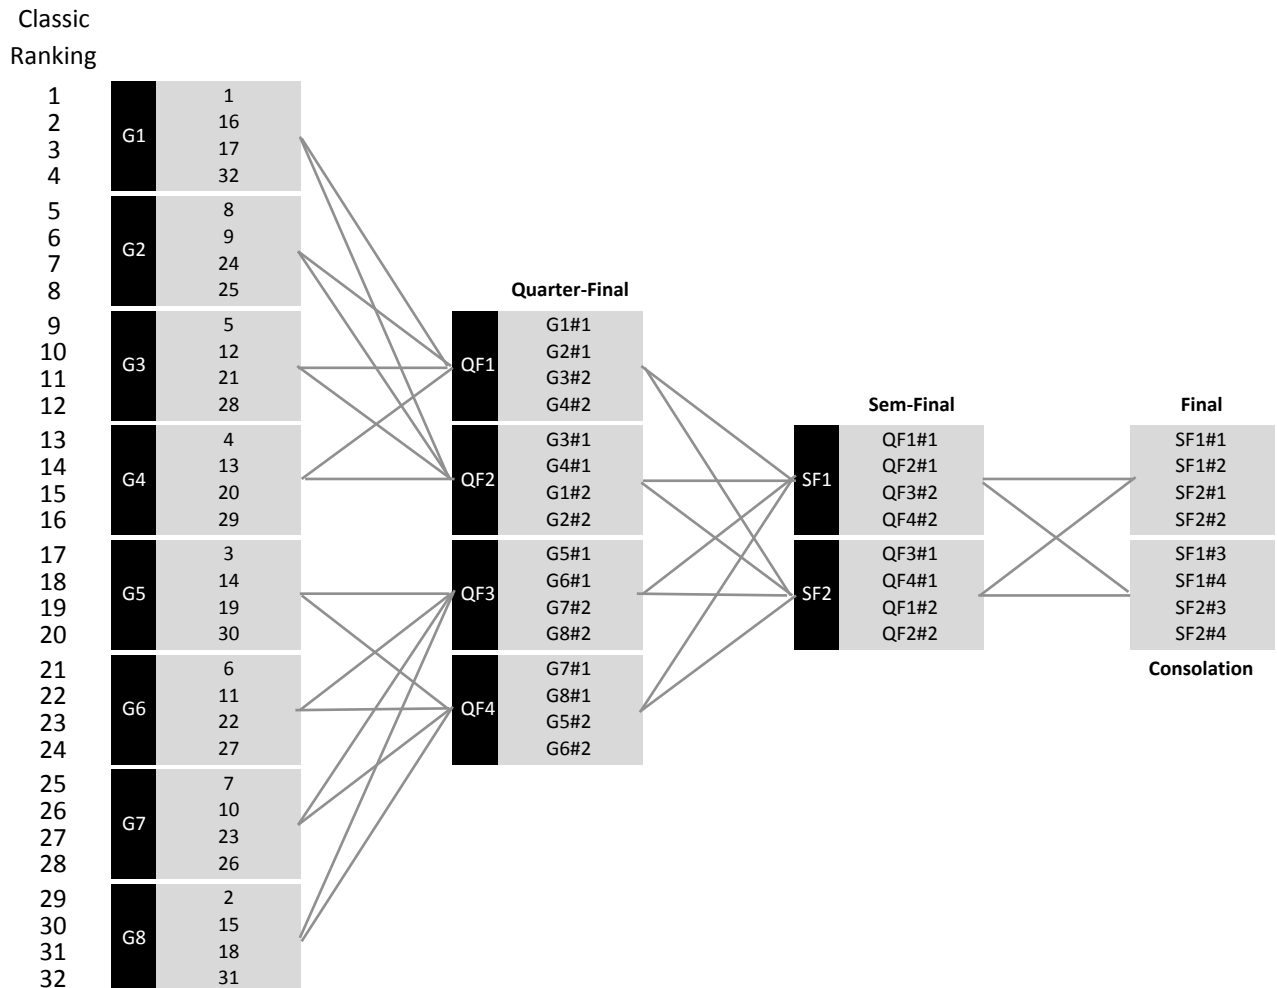 Classic
Ranking
1
2
3
4
G1
1
16
17
32
5
6
7
8
G2
8
9
24
25
9
10
11
12
G3
5
12
21
28
13
14
15
16
G4
4
13
20
29
17
18
19
20
G5
3
14
19
30
21
22
23
24
G6
6
11
22
27
25
26
27
28
G7
7
10
23
26
29
30
31
32
G8
2
15
18
31
Quarter-Final
QF1
G1#1
G2#1
G3#2
G4#2
QF2
G3#1
G4#1
G1#2
G2#2
QF3
G5#1
G6#1
G7#2
G8#2
QF4
G7#1
G8#1
G5#2
G6#2
Sem-Final
SF1
QF1#1
QF2#1
QF3#2
QF4#2
SF2
QF3#1
QF4#1
QF1#2
QF2#2
Final
SF1#1
SF1#2
SF2#1
SF2#2
SF1#3
SF1#4
SF2#3
SF2#4
Consolation